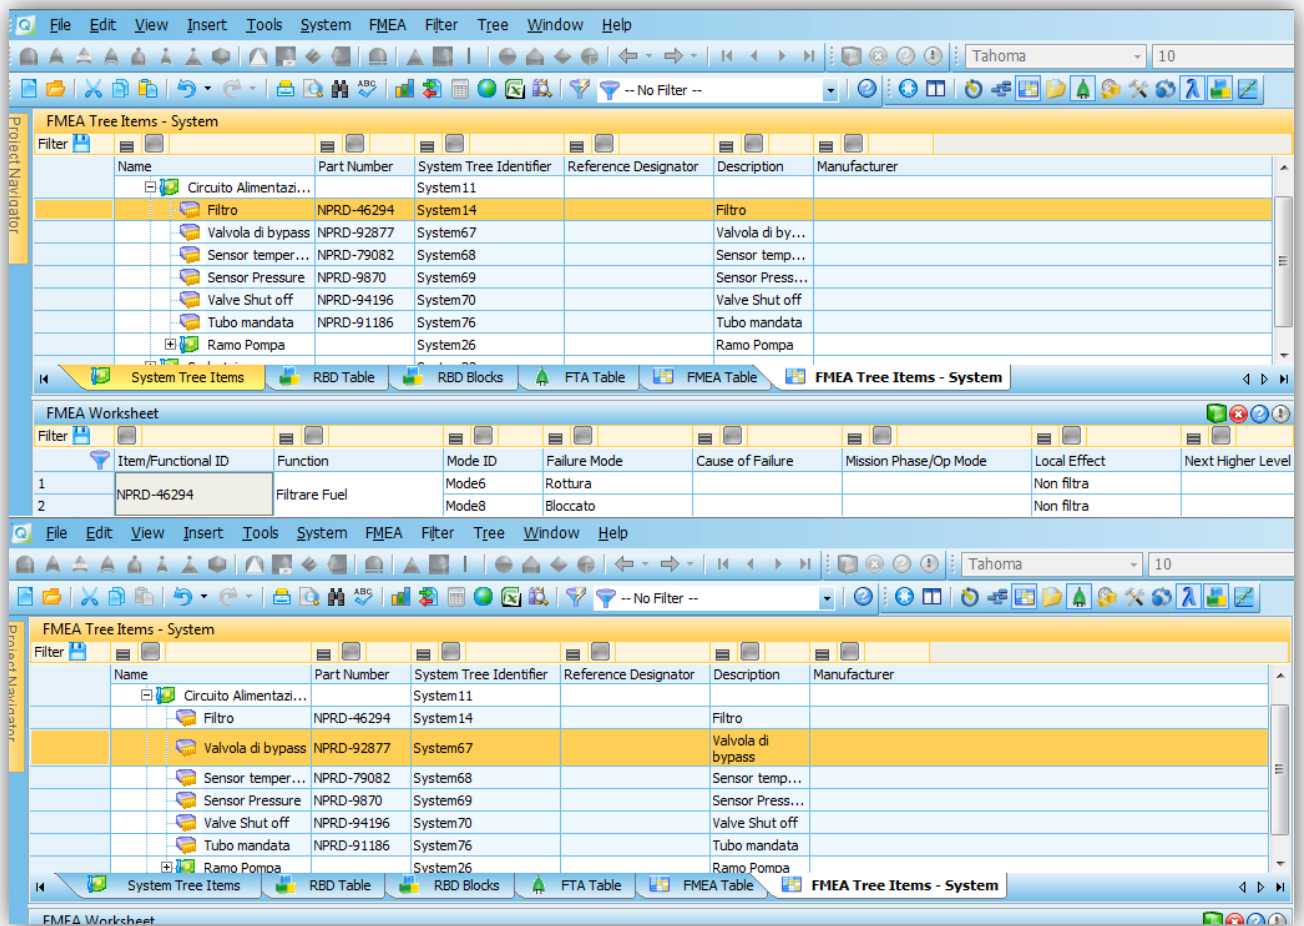 File Edit View Insert Tools System FMEA Filter Tree Window Help
Tahoma 10
ABC -- No Filter --
Project Navigator
FMEA Tree Items - System
Filter
Name Part Number System Tree Identifier Reference Designator Description Manufacturer
Circuito Alimentazi... System11
Filtro NPRD-46294 System14 Filtro
Valvola di bypass NPRD-92877 System67 Valvola di by...
Sensor temper... NPRD-79082 System68 Sensor temp...
Sensor Pressure NPRD-9870 System69 Sensor Press...
Valve Shut off NPRD-94196 System70 Valve Shut off
Tubo mandata NPRD-91186 System76 Tubo mandata
Ramo Pompa System26 Ramo Pompa
System Tree Items RBD Table RBD Blocks FTA Table FMEA Table FMEA Tree Items - System
FMEA Worksheet
Filter
Item/Functional ID Function Mode ID Failure Mode Cause of Failure Mission Phase/Op Mode Local Effect Next Higher Level
1 NPRD-46294 Filtrare Fuel Mode6 Rottura Non filtra
2 Mode8 Bloccato Non filtra
File Edit View Insert Tools System FMEA Filter Tree Window Help
Tahoma 10
ABC -- No Filter --
Project Navigator
FMEA Tree Items - System
Filter
Name Part Number System Tree Identifier Reference Designator Description Manufacturer
Circuito Alimentazi... System11
Filtro NPRD-46294 System14 Filtro
Valvola di bypass NPRD-92877 System67 Valvola di
bypass
Sensor temper... NPRD-79082 System68 Sensor temp...
Sensor Pressure NPRD-9870 System69 Sensor Press...
Valve Shut off NPRD-94196 System70 Valve Shut off
Tubo mandata NPRD-91186 System76 Tubo mandata
Ramo Pompa System26 Ramo Pompa
System Tree Items RBD Table RBD Blocks FTA Table FMEA Table FMEA Tree Items - System
FMEA Worksheet